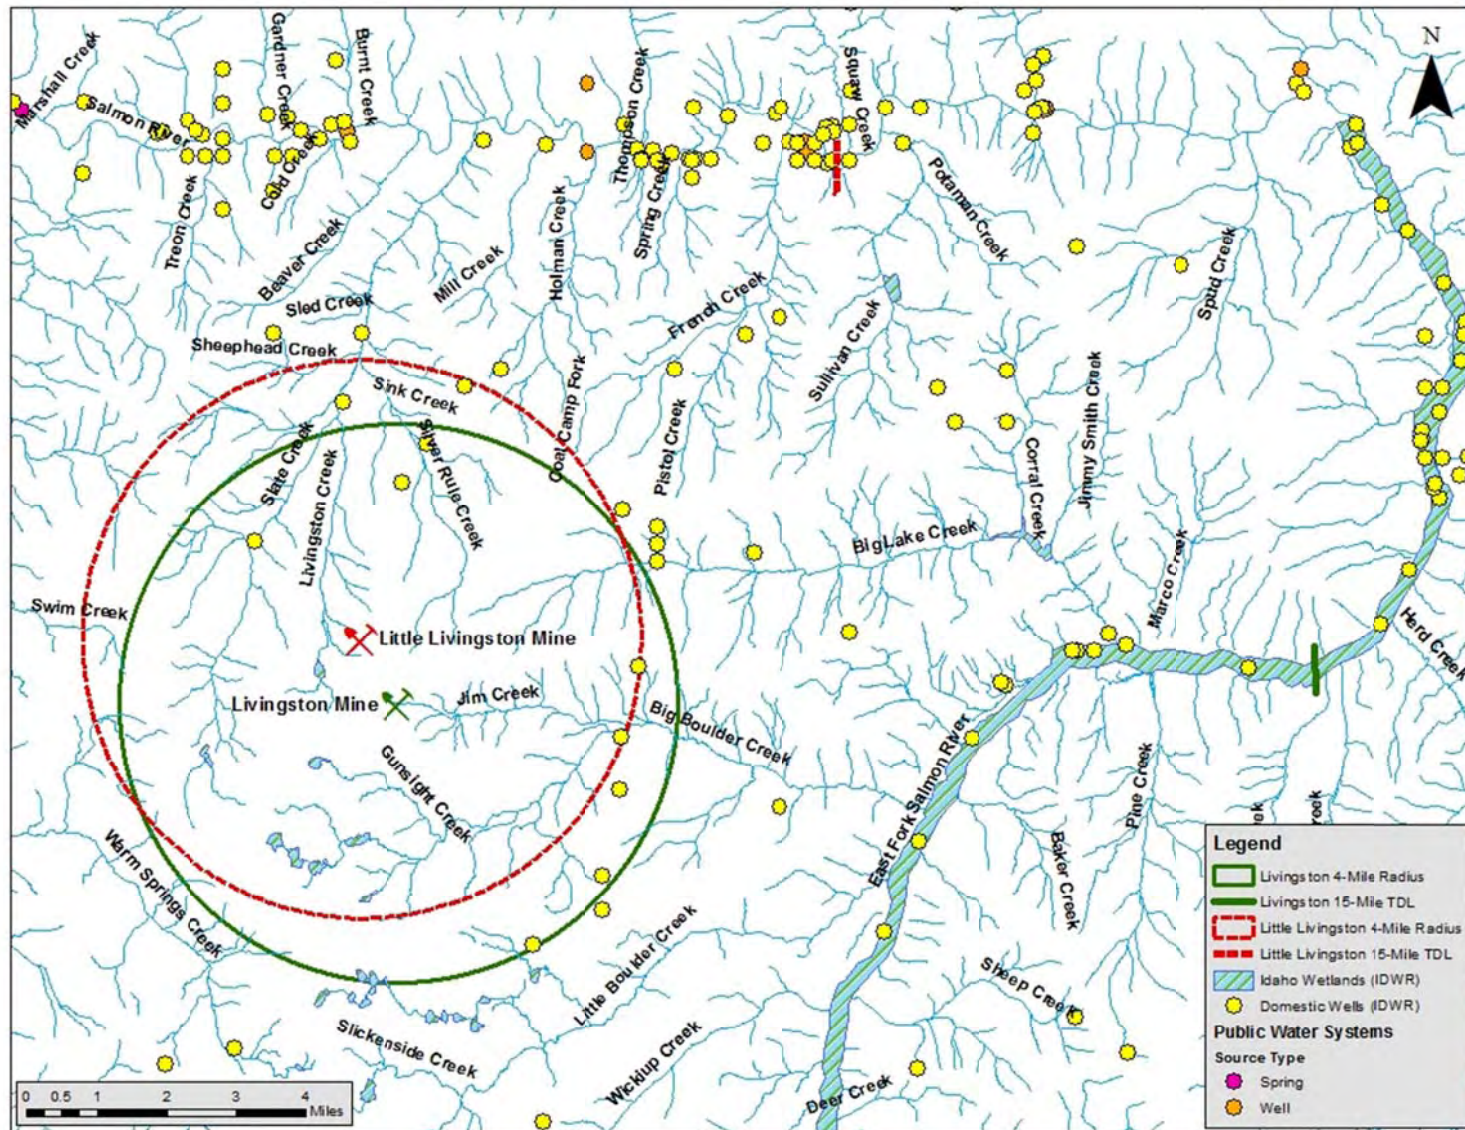 Marshall Creek
Salmon River
Gardner Creek
Burnt Creek
Cold Creek
Treon Creek
Thompson Creek
Spring Creek
Squaw Creek
Potaman Creek
N
Beaver Creek
Sled Creek
Sheephead Creek
Mill Creek
Holman Creek
French Creek
Sullivan Creek
Spud Creek
Sink Creek
Coal Camp Fork
Pistol Creek
Corral Creek
Jimmy Smith Creek
Slate Creek
Livingston Creek
Silver Rule Creek
Big Lake Creek
Marco Creek
Swim Creek
Little Livingston Mine
Herd Creek
Livingston Mine
Jim Creek
Big Boulder Creek
East Fork Salmon River
Gunsight Creek
Pine Creek
Baker Creek
eek
reek
Warm Springs Creek
Little Boulder Creek
Sheep Creek
Slickenside Creek
Wickiup Creek
Deer Creek
0 0.5 1 2 3 4
Miles
Legend
Livingston 4-Mile Radius
Livingston 15-Mile TDL
Little Livingston 4-Mile Radius
Little Livingston 15-Mile TDL
Idaho Wetlands (IDWR)
Domestic Wells (IDWR)
Public Water Systems
Source Type
Spring
Well